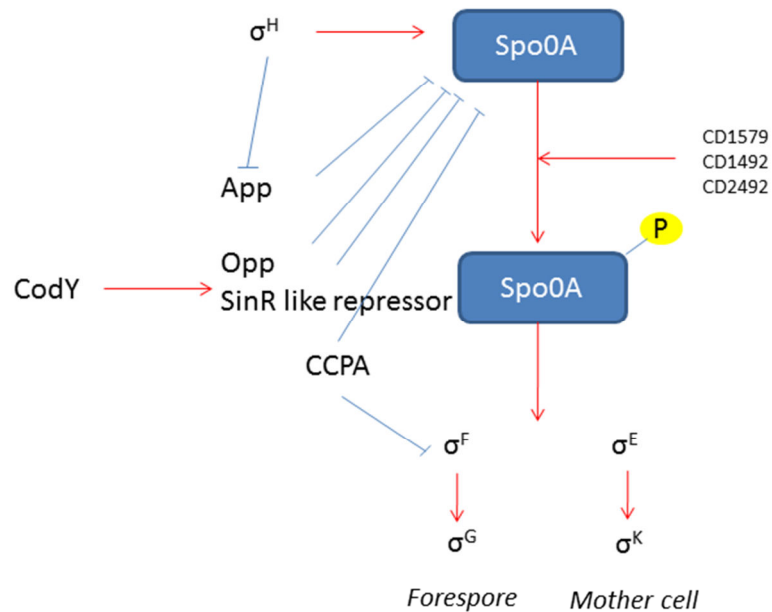 σH
Spo0A
CD1579
CD1492
CD2492
App
P
Opp
CodY
SinR like repressor
Spo0A
CCPA
σF
σE
σG
σK
Forespore
Mother cell